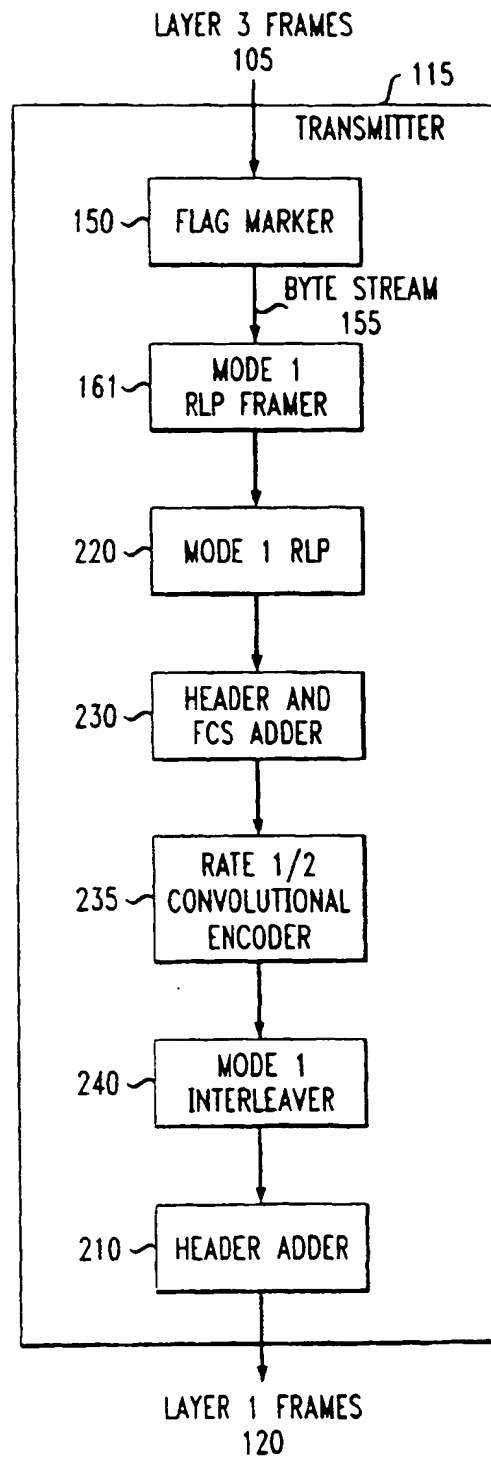 LAYER 3 FRAMES
105
115
TRANSMITTER
150
FLAG MARKER
BYTE STREAM
155
161
MODE 1
RLP FRAMER
220
MODE 1 RLP
230
HEADER AND
FCS ADDER
235
RATE 1/2
CONVOLUTIONAL
ENCODER
240
MODE 1
INTERLEAVER
210
HEADER ADDER
LAYER 1 FRAMES
120